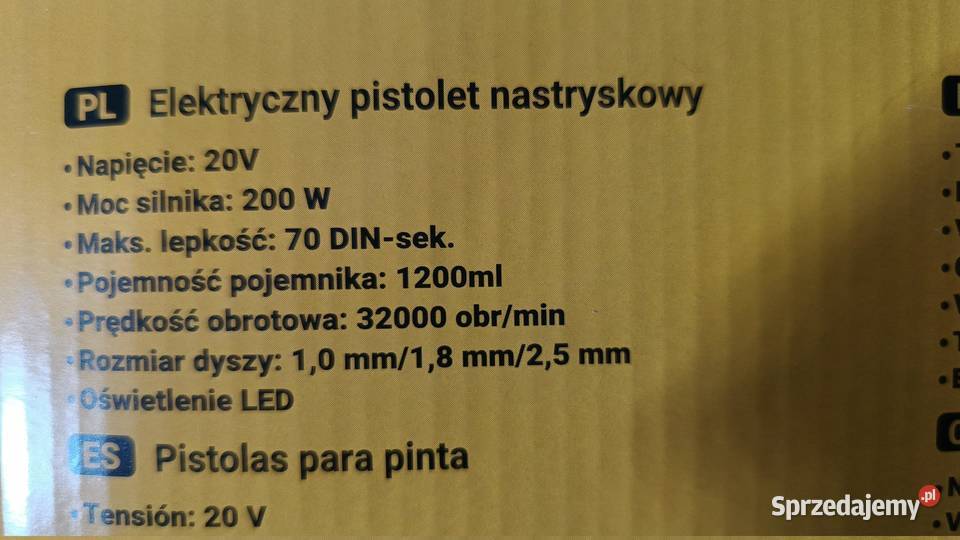 PL Elektryczny pistolet nastryskowy
• Napięcie: 20V
• Moc silnika: 200 W
• Maks. lepkość: 70 DIN-sek.
• Pojemność pojemnika: 1200ml
• Prędkość obrotowa: 32000 obr/min
• Rozmiar dyszy: 1,0 mm/1,8 mm/2,5 mm
• Oświetlenie LED
ES Pistolas para pinta
• Tensión: 20 V
Sprzedajemy.pl